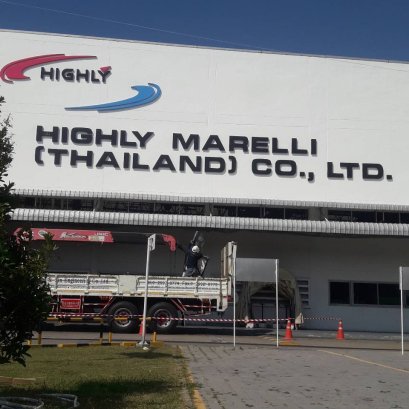 HIGHLY
HIGHLY MARELLI
(THAILAND) CO., LTD.